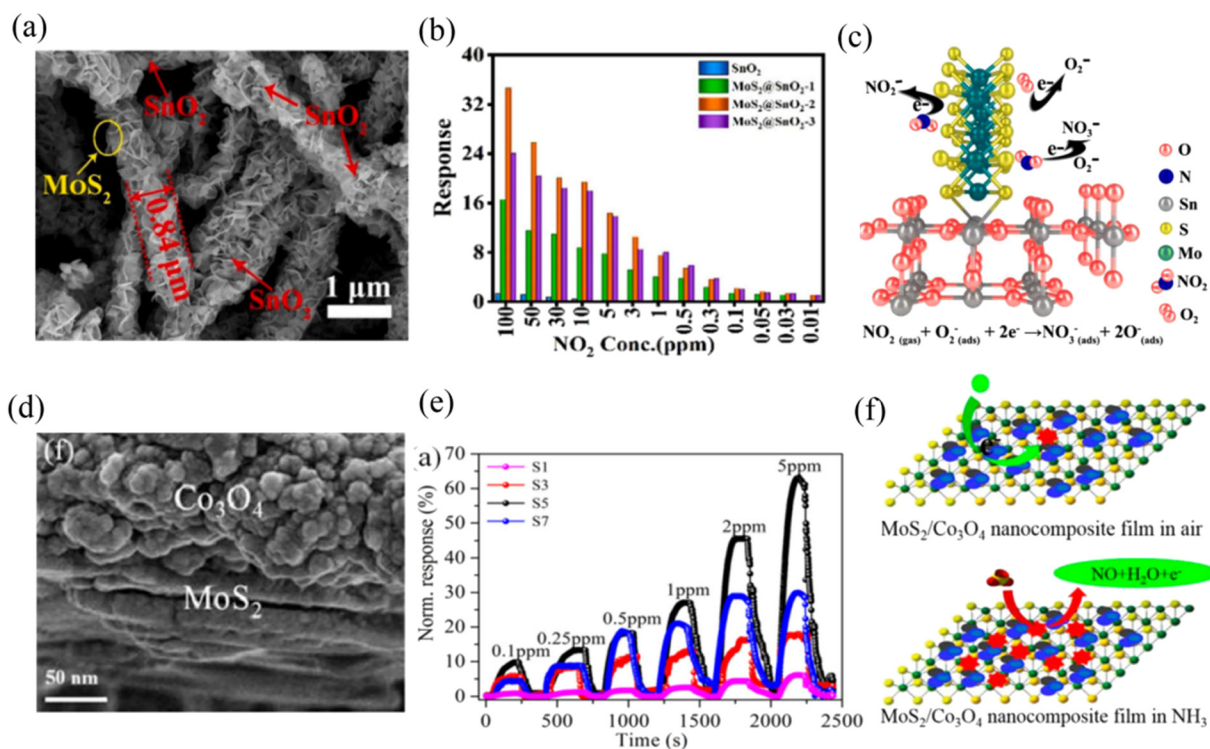 (a)
SnO2
SnO2
MoS2
0.84 μm
SnO2
1 μm
(b)
Response
40
32
24
16
8
0
SnO2
MoS2@SnO2-1
MoS2@SnO2-2
MoS2@SnO2-3
100
50
30
10
5
3
1
0.5
0.3
0.1
0.05
0.03
0.01
NO2 Conc.(ppm)
(c)
NO2-
e-
e-
O2-
NO3-
e-
O2-
O
N
Sn
S
Mo
NO2
O2
NO2 (gas) + O2-(ads) + 2e- →NO3-(ads) + 2O-(ads)
(d)
(f)
Co3O4
MoS2
50 nm
(e)
a)
Norm. response (%)
70
60
50
40
30
20
10
0
S1
S3
S5
S7
0.1ppm
0.25ppm
0.5ppm
1ppm
2ppm
5ppm
0
500
1000
1500
2000
2500
Time (s)
(f)
e-
MoS2/Co3O4 nanocomposite film in air
NO+H2O+e-
MoS2/Co3O4 nanocomposite film in NH3